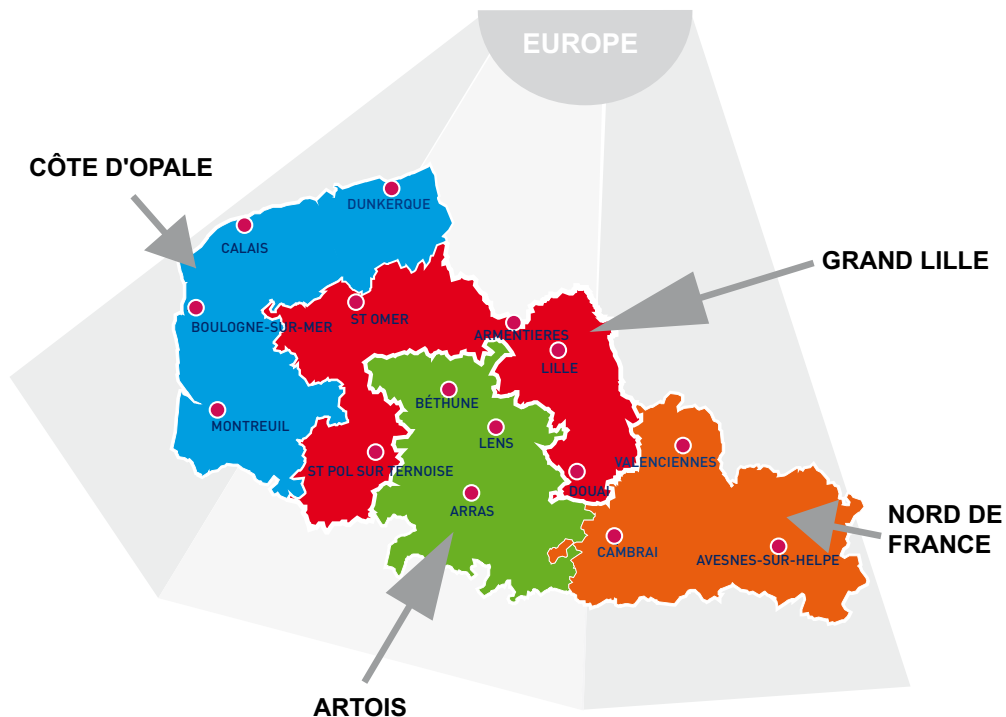 EUROPE
CÔTE D'OPALE
DUNKERQUE
CALAIS
GRAND LILLE
BOULOGNE-SUR-MER
ST OMER
ARMENTIERES
LILLE
BÉTHUNE
MONTREUIL
LENS
VALENCIENNES
ST POL SUR TERNOISE
DOUAI
ARRAS
NORD DE
FRANCE
CAMBRAI
AVESNES-SUR-HELPE
ARTOIS